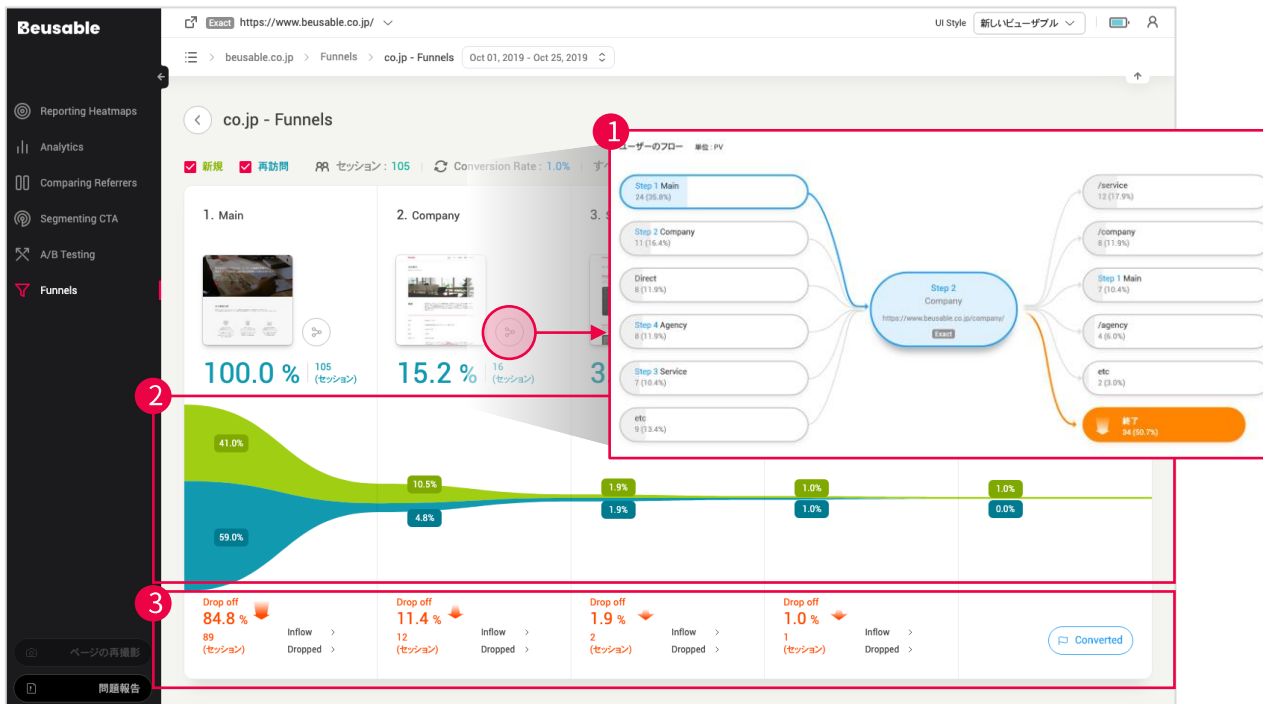 Beusable
Exact https://www.beusable.co.jp/
UI Style 新しいビューザブル
beusable.co.jp > Funnels > co.jp - Funnels Oct 01, 2019 - Oct 25, 2019
Reporting Heatmaps
Analytics
Comparing Referrers
Segmenting CTA
A/B Testing
Funnels
ページの再撮影
問題報告
co.jp - Funnels
新規 再訪問 セッション : 105 Conversion Rate : 1.0% すべ
1. Main
2. Company
3. S
100.0 % 105 (セッション)
15.2 % 16 (セッション)
3
1
ユーザーのフロー 単位 : PV
Step 1 Main
24 (35.8%)
Step 2 Company
11 (16.4%)
Direct
8 (11.9%)
Step 4 Agency
8 (11.9%)
Step 3 Service
7 (10.4%)
etc
9 (13.4%)
Step 2
Company
https://www.beusable.co.jp/company/
Exact
/service
12 (17.9%)
/company
8 (11.9%)
Step 1 Main
7 (10.4%)
/agency
4 (6.0%)
etc
2 (3.0%)
終了
34 (50.7%)
2
41.0%
59.0%
10.5%
4.8%
1.9%
1.9%
1.0%
1.0%
1.0%
0.0%
3
Drop off
84.8 %
89
(セッション)
Inflow >
Dropped >
Drop off
11.4 %
12
(セッション)
Inflow >
Dropped >
Drop off
1.9 %
2
(セッション)
Inflow >
Dropped >
Drop off
1.0 %
1
(セッション)
Inflow >
Dropped >
Converted